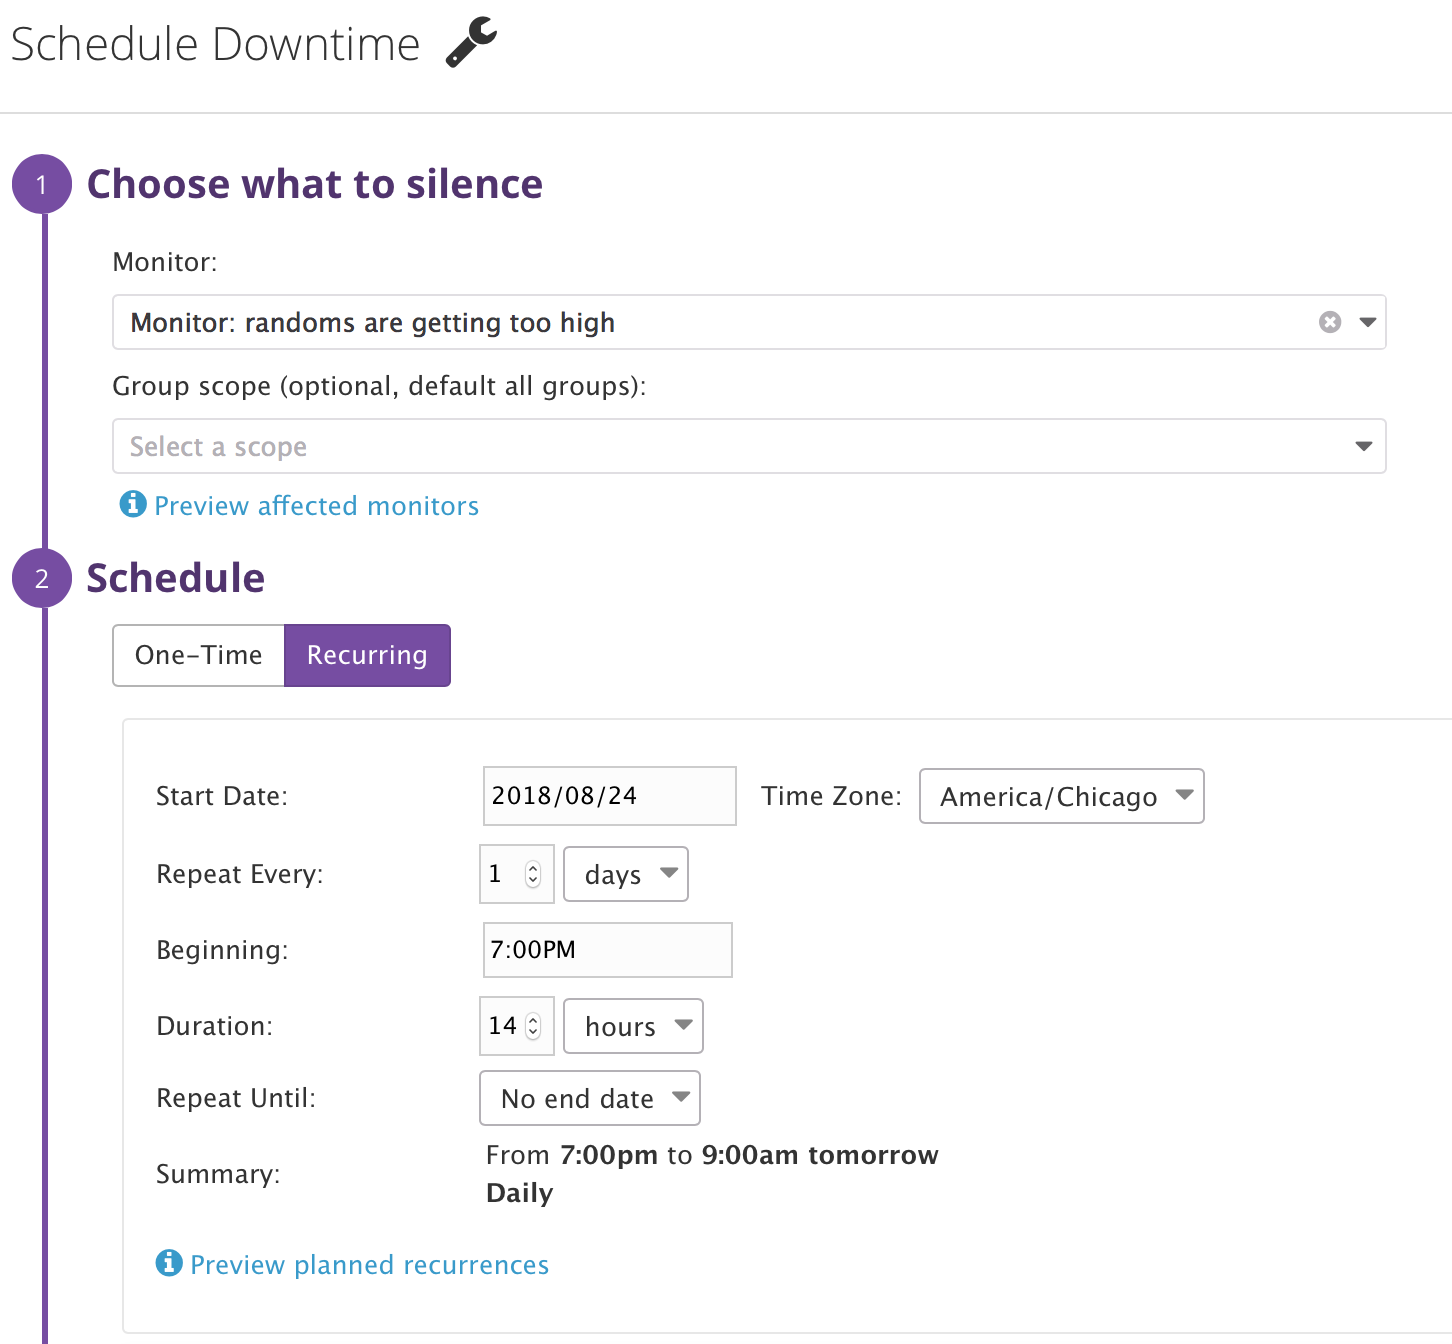 Schedule Downtime
1 Choose what to silence
Monitor:
Monitor: randoms are getting too high
Group scope (optional, default all groups):
Select a scope
Preview affected monitors
2 Schedule
One-Time Recurring
Start Date: 2018/08/24 Time Zone: America/Chicago
Repeat Every: 1 days
Beginning: 7:00PM
Duration: 14 hours
Repeat Until: No end date
Summary: From 7:00pm to 9:00am tomorrow
Daily
Preview planned recurrences